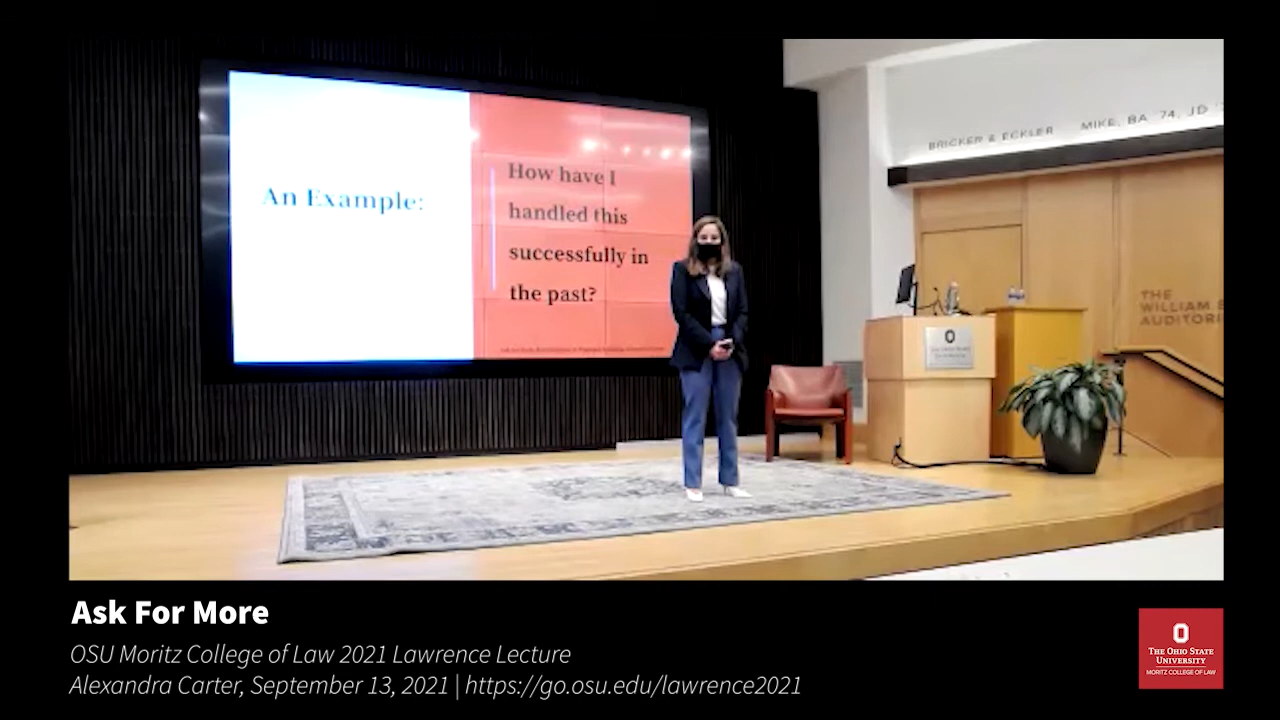 An Example:
How have I
handled this
successfully in
the past?
BRICKER & ECKLER MIKE, BA '74, JD
THE
WILLIAM B
AUDITORI
Ask For More
OSU Moritz College of Law 2021 Lawrence Lecture
Alexandra Carter, September 13, 2021 | https://go.osu.edu/lawrence2021
THE OHIO STATE
UNIVERSITY
MORITZ COLLEGE OF LAW